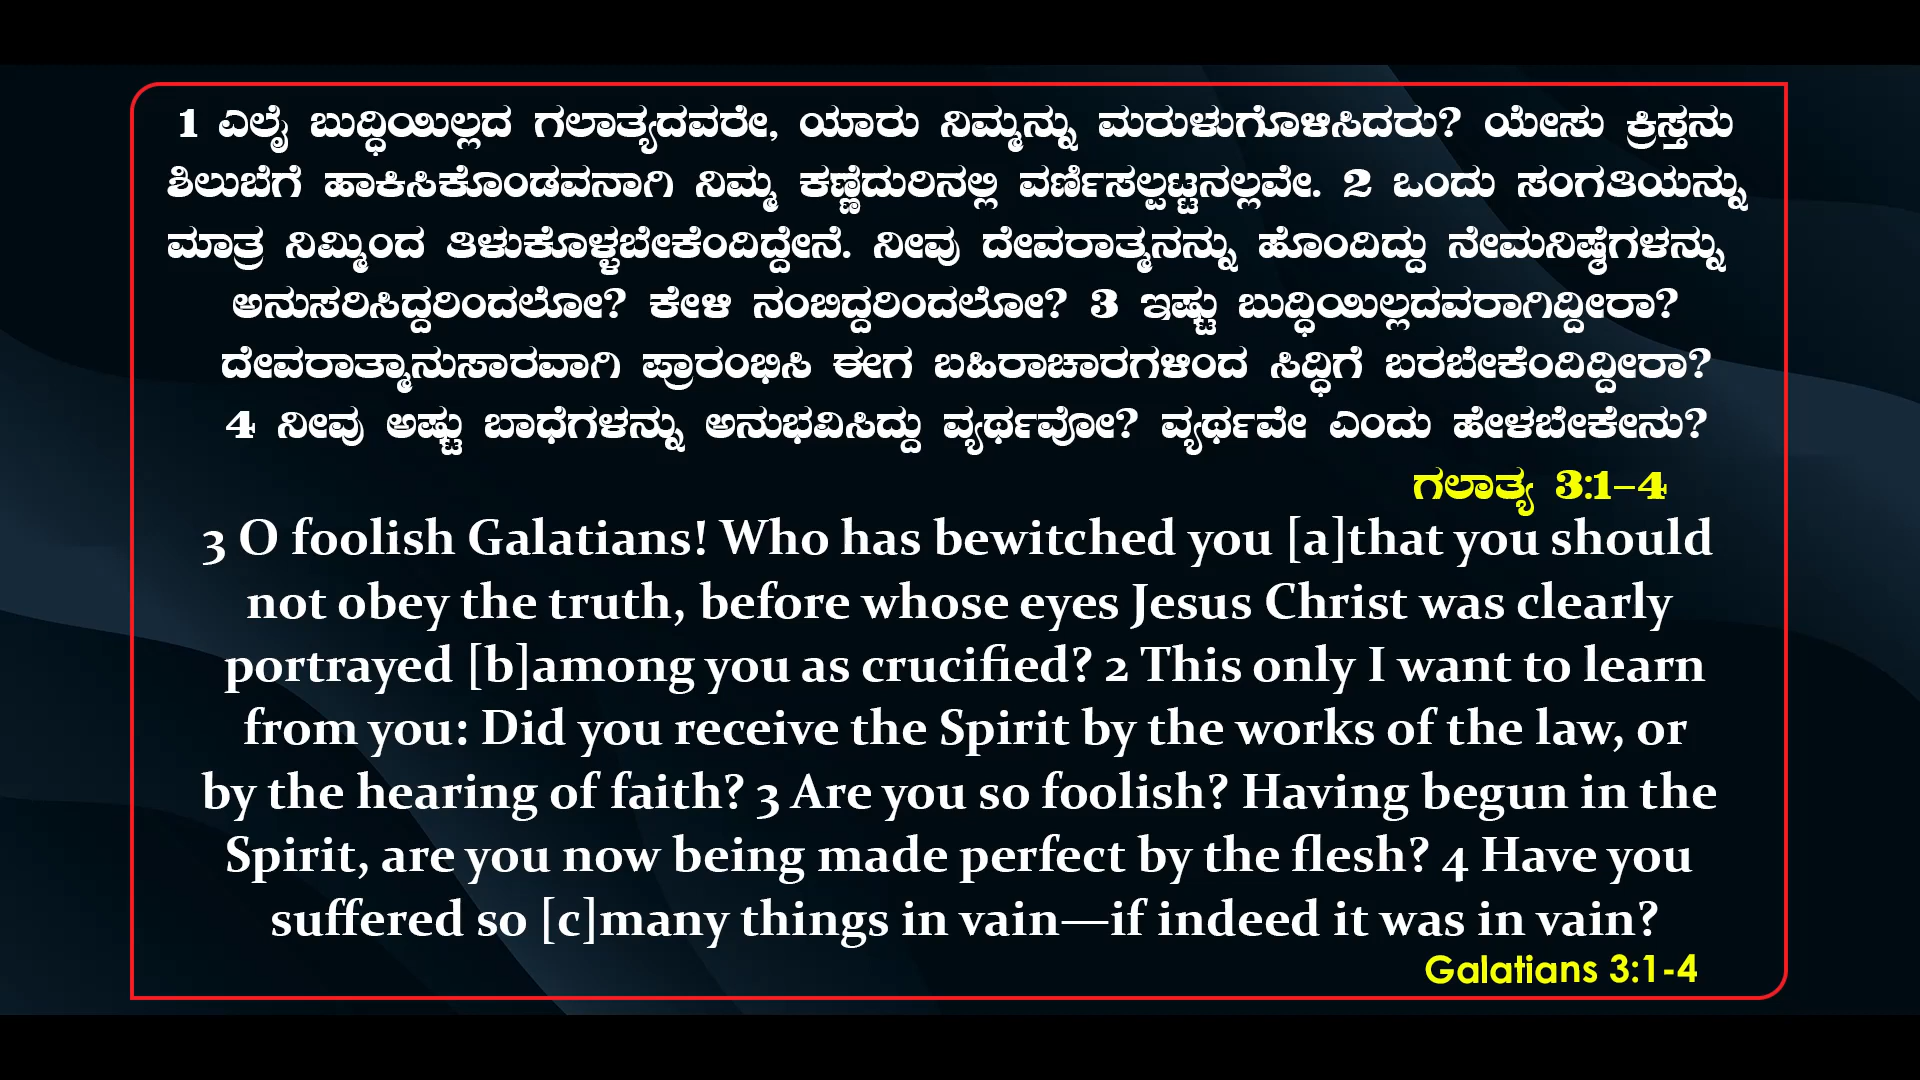 1 ಎಲೈ ಬುದ್ಧಿಯಿಲ್ಲದ ಗಲಾತ್ಯದವರೇ, ಯಾರು ನಿಮ್ಮನ್ನು ಮರುಳುಗೊಳಿಸಿದರು? ಯೇಸು ಕ್ರಿಸ್ತನು
ಶಿಲುಬೆಗೆ ಹಾಕಿಸಿಕೊಂಡವನಾಗಿ ನಿಮ್ಮ ಕಣ್ಣೆದುರಿನಲ್ಲಿ ವರ್ಣಿಸಲ್ಪಟ್ಟನಲ್ಲವೇ. 2 ಒಂದು ಸಂಗತಿಯನ್ನು
ಮಾತ್ರ ನಿಮ್ಮಿಂದ ತಿಳುಕೊಳ್ಳಬೇಕೆಂದಿದ್ದೇನೆ. ನೀವು ದೇವರಾತ್ಮನನ್ನು ಹೊಂದಿದ್ದು ನೇಮನಿಷ್ಠೆಗಳನ್ನು
ಅನುಸರಿಸಿದ್ದರಿಂದಲೋ? ಕೇಳಿ ನಂಬಿದ್ದರಿಂದಲೋ? 3 ಇಷ್ಟು ಬುದ್ಧಿಯಿಲ್ಲದವರಾಗಿದ್ದೀರಾ?
ದೇವರಾತ್ಮಾನುಸಾರವಾಗಿ ಪ್ರಾರಂಭಿಸಿ ಈಗ ಬಹಿರಾಚಾರಗಳಿಂದ ಸಿದ್ಧಿಗೆ ಬರಬೇಕೆಂದಿದ್ದೀರಾ?
4 ನೀವು ಅಷ್ಟು ಬಾಧೆಗಳನ್ನು ಅನುಭವಿಸಿದ್ದು ವ್ಯರ್ಥವೋ? ವ್ಯರ್ಥವೇ ಎಂದು ಹೇಳಬೇಕೇನು?
ಗಲಾತ್ಯ 3:1-4
3 O foolish Galatians! Who has bewitched you [a]that you should
not obey the truth, before whose eyes Jesus Christ was clearly
portrayed [b]among you as crucified? 2 This only I want to learn
from you: Did you receive the Spirit by the works of the law, or
by the hearing of faith? 3 Are you so foolish? Having begun in the
Spirit, are you now being made perfect by the flesh? 4 Have you
suffered so [c]many things in vain—if indeed it was in vain?
Galatians 3:1-4